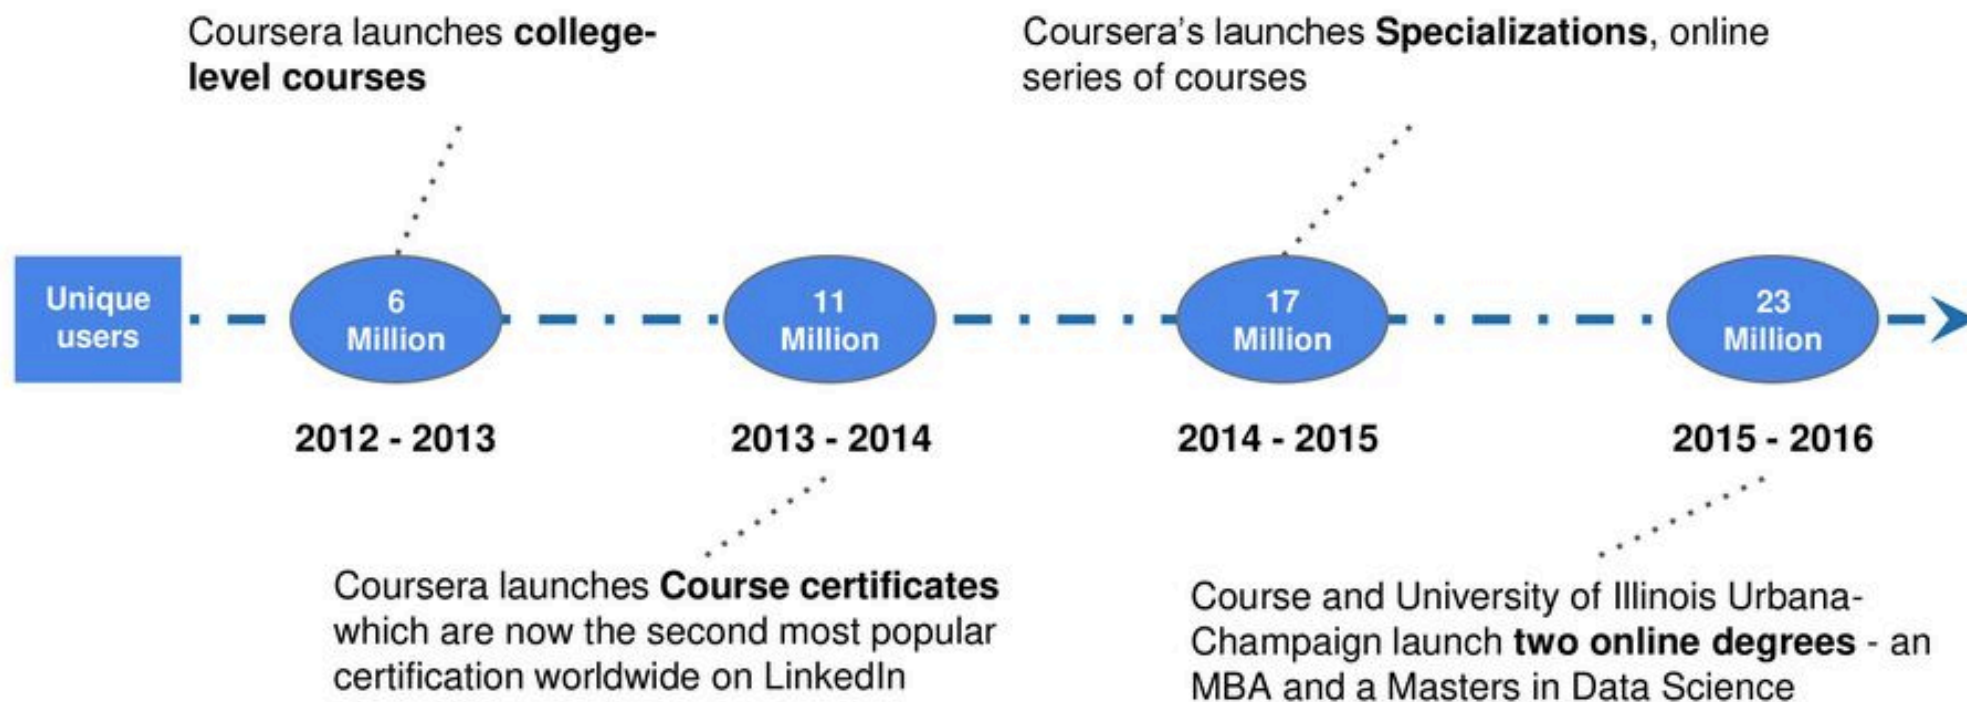 Coursera launches college-
level courses
Coursera's launches Specializations, online
series of courses
Unique
users
6
Million
11
Million
17
Million
23
Million
2012 - 2013
2013 - 2014
2014 - 2015
2015 - 2016
Coursera launches Course certificates
which are now the second most popular
certification worldwide on LinkedIn
Course and University of Illinois Urbana-
Champaign launch two online degrees - an
MBA and a Masters in Data Science